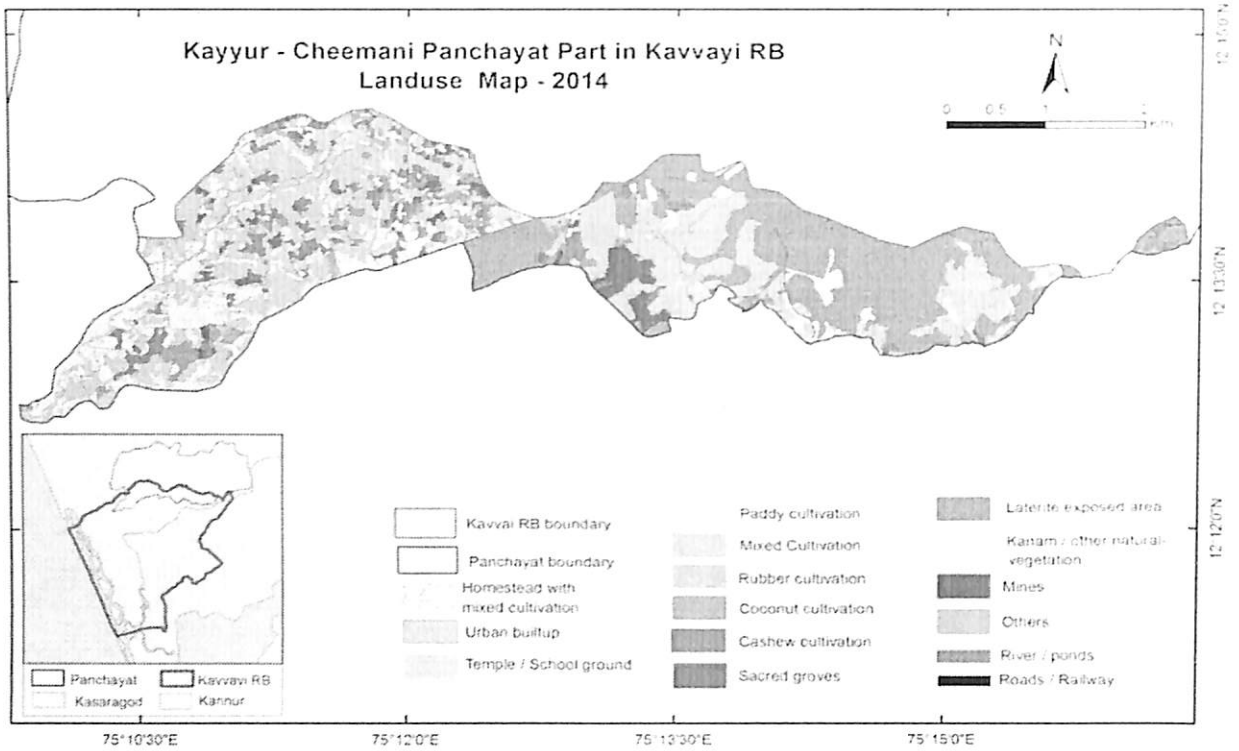 Kayyur - Cheemani Panchayat Part in Kavvayi RB
Landuse Map - 2014
N
0 0.5 1 2
Km
12°15'0"N
12°13'30"N
12°12'0"N
Kavvai RB boundary
Panchayat boundary
Homestead with
mixed cultivation
Urban builtup
Temple / School ground
Paddy cultivation
Mixed Cultivation
Rubber cultivation
Coconut cultivation
Cashew cultivation
Sacred groves
Laterite exposed area
Kanam / other natural-
vegetation
Mines
Others
River / ponds
Roads / Railway
Panchayat
Kavvayi RB
Kasaragod
Kannur
75°10'30"E
75°12'0"E
75°13'30"E
75°15'0"E